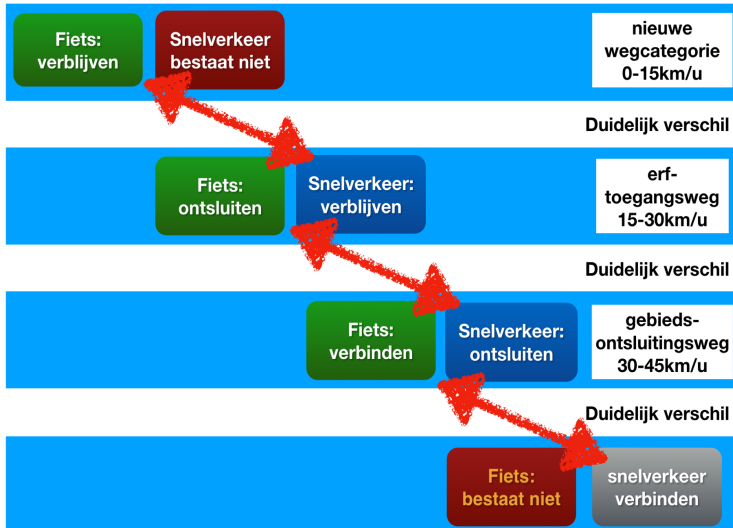 Fiets:
verblijven
Snelverkeer
bestaat niet
nieuwe
wegcategorie
0-15km/u
Duidelijk verschil
Fiets:
ontsluiten
Snelverkeer:
verblijven
erf-
toegangsweg
15-30km/u
Duidelijk verschil
Fiets:
verbinden
Snelverkeer:
ontsluiten
gebieds-
ontsluitingsweg
30-45km/u
Duidelijk verschil
Fiets:
bestaat niet
snelverkeer
verbinden